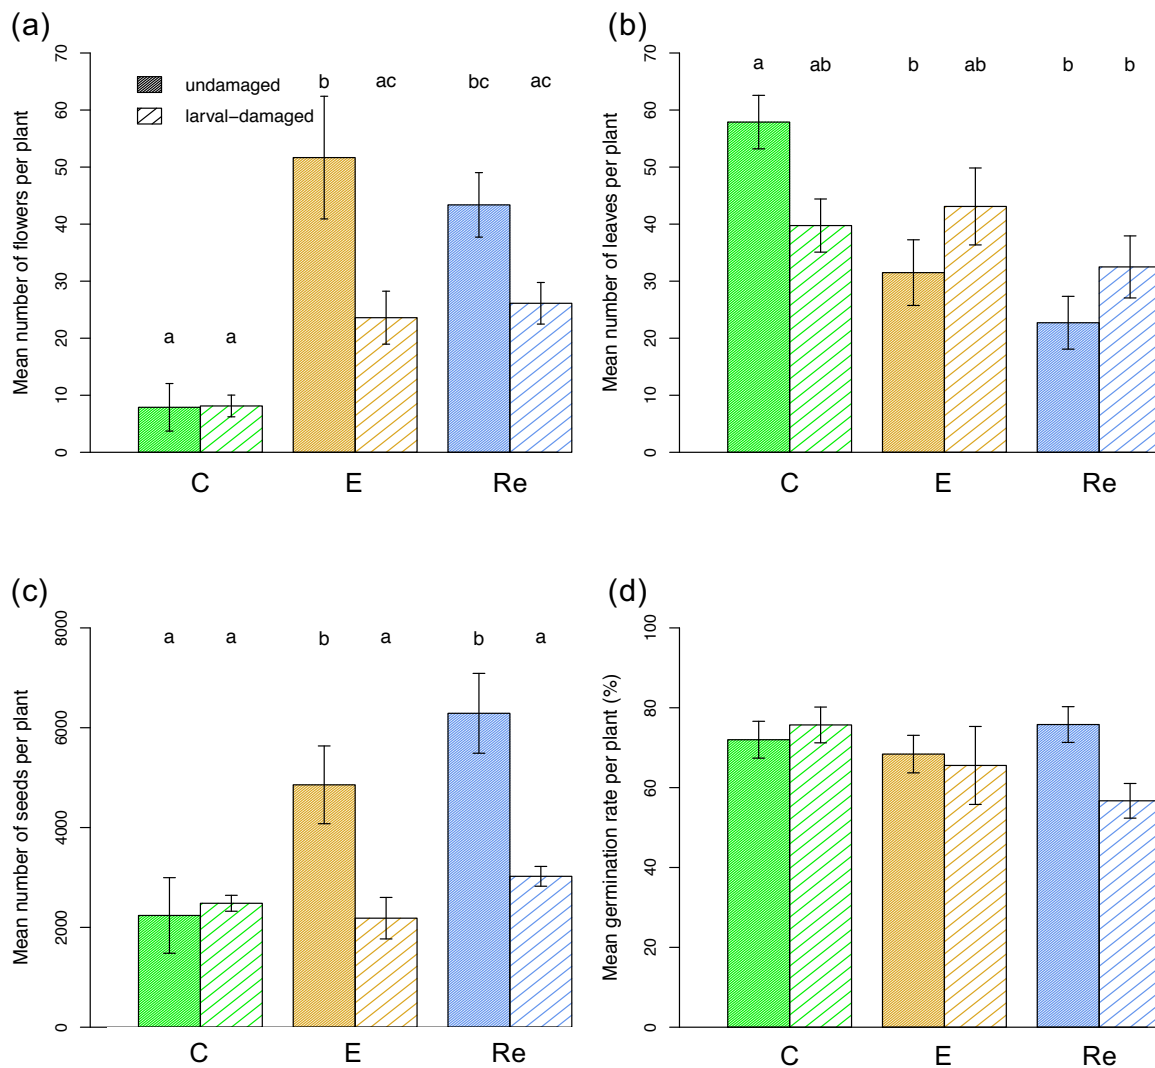 (a)
Mean number of flowers per plant
0 10 20 30 40 50 60 70
undamaged
larval−damaged
a a b ac bc ac
C E Re
(b)
Mean number of leaves per plant
0 10 20 30 40 50 60 70
a ab b ab b b
C E Re
(c)
Mean number of seeds per plant
0 2000 4000 6000 8000
a a b a b a
C E Re
(d)
Mean germination rate per plant (%)
0 20 40 60 80 100
C E Re